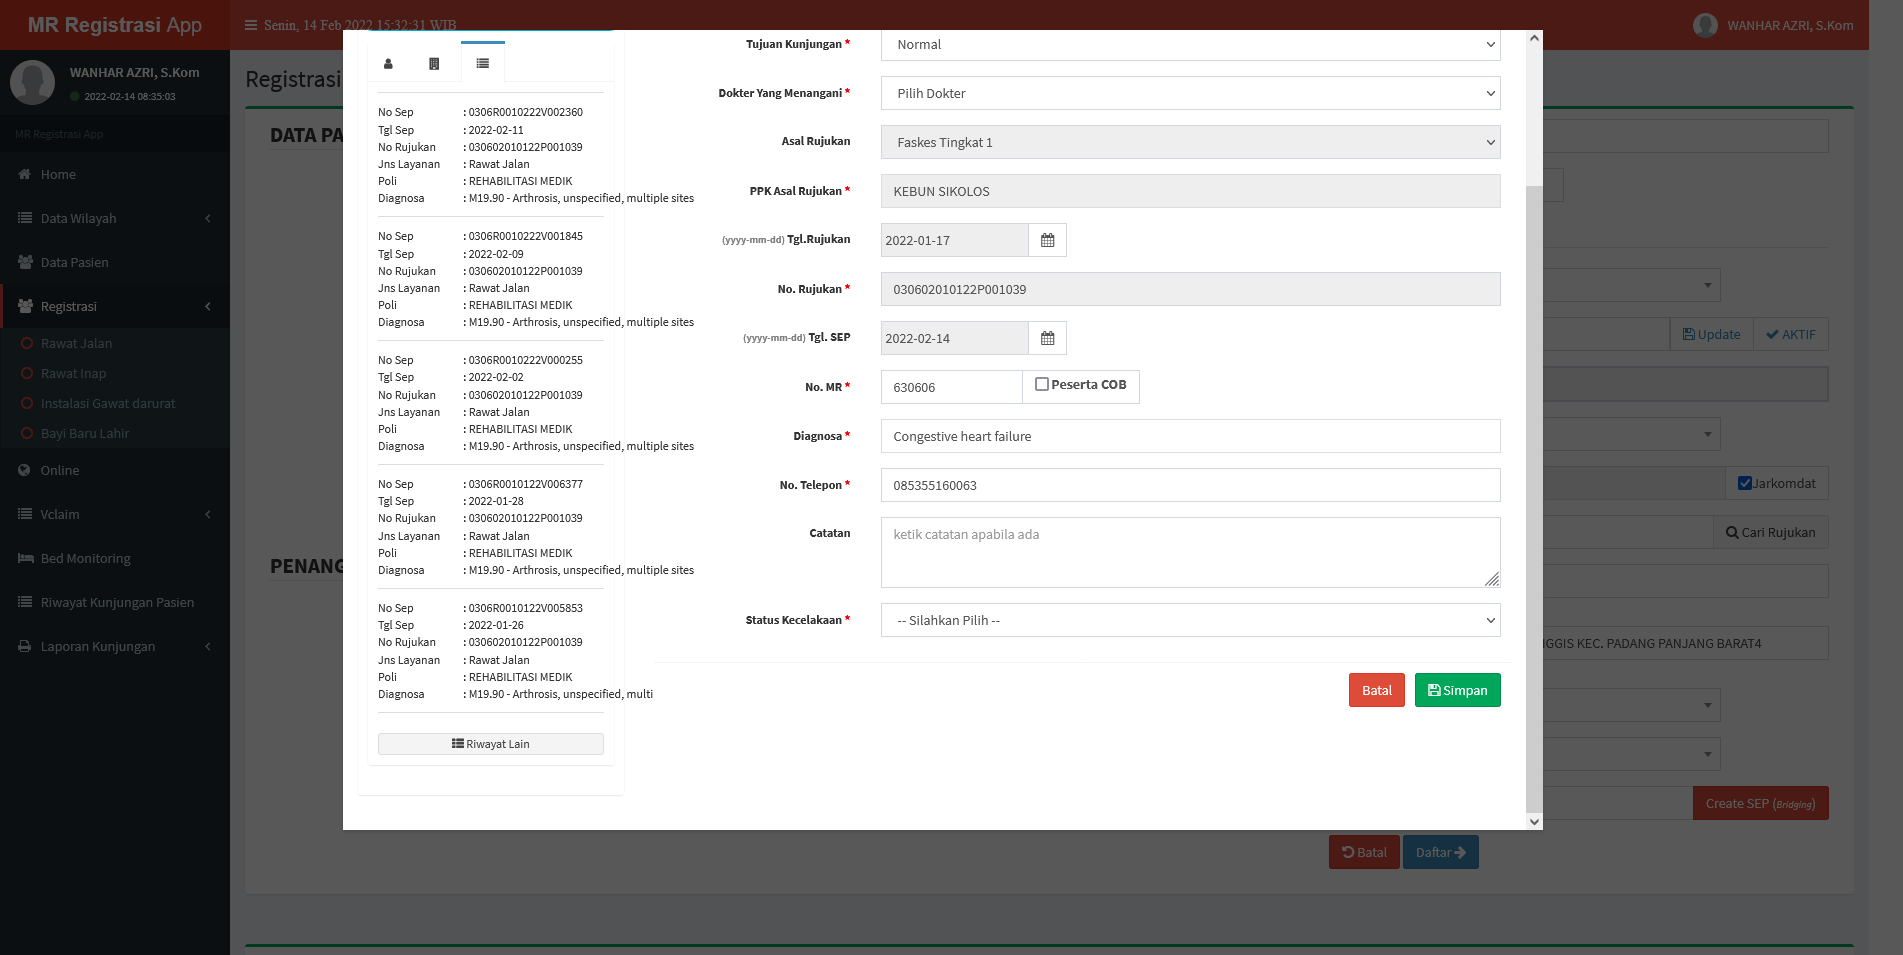 MR Registrasi App
Senin, 14 Feb 2022 15:32:31 WIB
WANHAR AZRI, S.Kom
WANHAR AZRI, S.Kom
2022-02-14 08:35:03
MR Registrasi App
Home
Data Wilayah
Data Pasien
Registrasi
Rawat Jalan
Rawat Inap
Instalasi Gawat darurat
Bayi Baru Lahir
Online
Vclaim
Bed Monitoring
Riwayat Kunjungan Pasien
Laporan Kunjungan
Registrasi
DATA PA
PENANG
No Sep : 0306R0010222V002360
Tgl Sep : 2022-02-11
No Rujukan : 030602010122P001039
Jns Layanan : Rawat Jalan
Poli : REHABILITASI MEDIK
Diagnosa : M19.90 - Arthrosis, unspecified, multiple sites
No Sep : 0306R0010222V001845
Tgl Sep : 2022-02-09
No Rujukan : 030602010122P001039
Jns Layanan : Rawat Jalan
Poli : REHABILITASI MEDIK
Diagnosa : M19.90 - Arthrosis, unspecified, multiple sites
No Sep : 0306R0010222V000255
Tgl Sep : 2022-02-02
No Rujukan : 030602010122P001039
Jns Layanan : Rawat Jalan
Poli : REHABILITASI MEDIK
Diagnosa : M19.90 - Arthrosis, unspecified, multiple sites
No Sep : 0306R0010122V006377
Tgl Sep : 2022-01-28
No Rujukan : 030602010122P001039
Jns Layanan : Rawat Jalan
Poli : REHABILITASI MEDIK
Diagnosa : M19.90 - Arthrosis, unspecified, multiple sites
No Sep : 0306R0010122V005853
Tgl Sep : 2022-01-26
No Rujukan : 030602010122P001039
Jns Layanan : Rawat Jalan
Poli : REHABILITASI MEDIK
Diagnosa : M19.90 - Arthrosis, unspecified, multi
Riwayat Lain
Tujuan Kunjungan * Normal
Dokter Yang Menangani * Pilih Dokter
Asal Rujukan Faskes Tingkat 1
PPK Asal Rujukan * KEBUN SIKOLOS
(yyyy-mm-dd) Tgl.Rujukan 2022-01-17
No. Rujukan * 030602010122P001039
(yyyy-mm-dd) Tgl. SEP 2022-02-14
No. MR * 630606 Peserta COB
Diagnosa * Congestive heart failure
No. Telepon * 085355160063
Catatan ketik catatan apabila ada
Status Kecelakaan * -- Silahkan Pilih --
Batal Simpan
Update AKTIF
Jarkomdat
Cari Rujukan
NGGIS KEC. PADANG PANJANG BARAT4
Create SEP (Bridging)
Batal Daftar